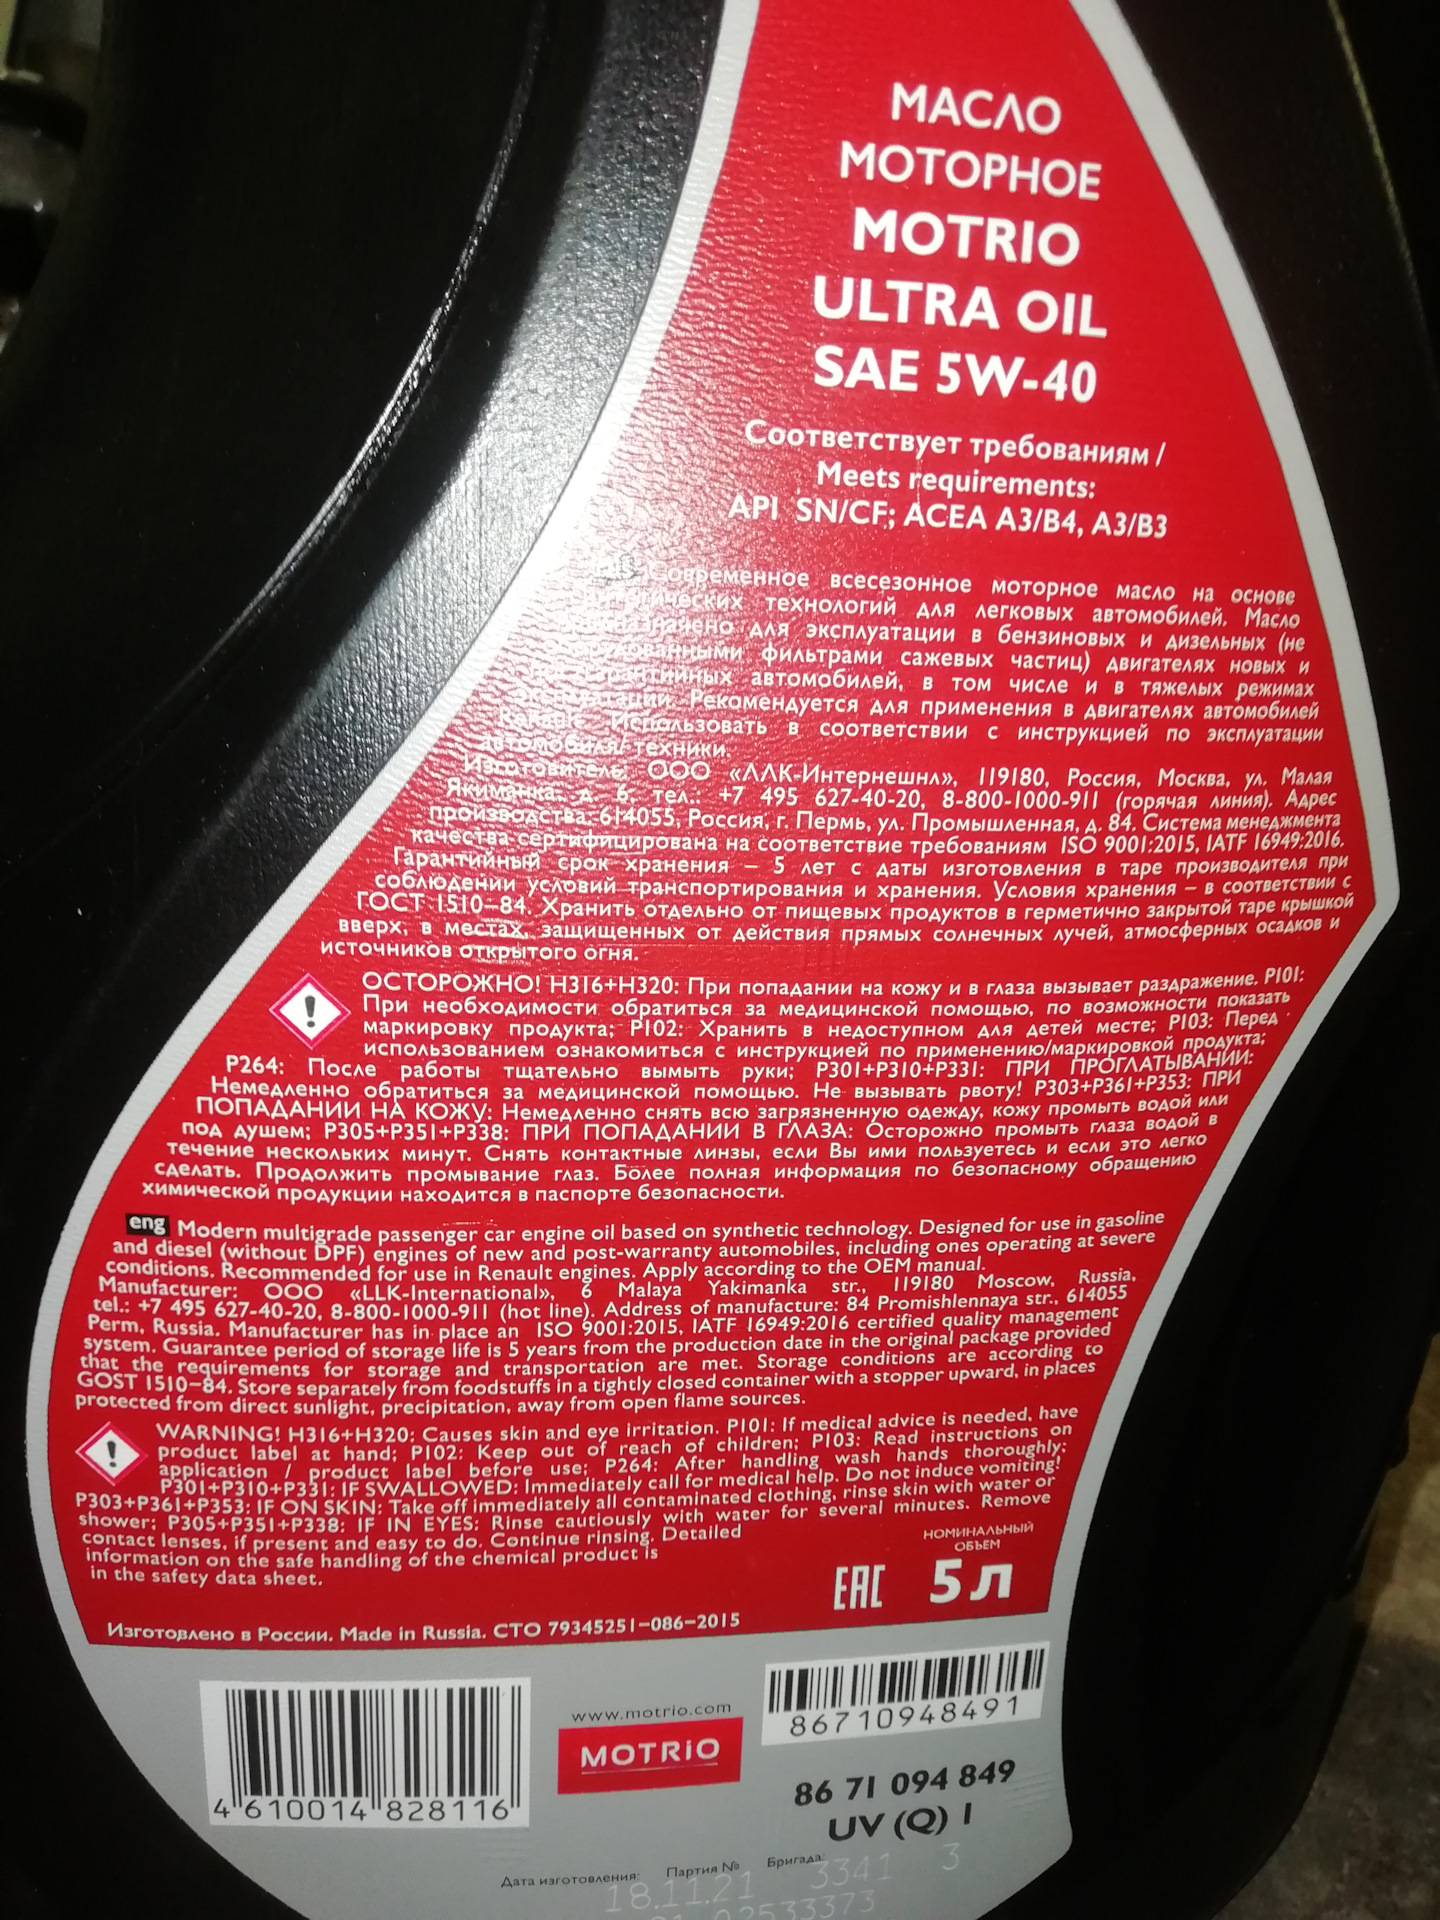 МАСЛО
МОТОРНОЕ
MOTRIO
ULTRA OIL
SAE 5W-40
Соответствует требованиям /
Meets requirements:
API SN/CF; ACEA A3/B4, A3/B3
rus Современное всесезонное моторное масло на основе
технологий для легковых автомобилей. Масло
предназначено для эксплуатации в бензиновых и дизельных (не
оборудованными фильтрами сажевых частиц) двигателях новых и
автомобилей, в том числе и в тяжелых режимах
эксплуатации. Рекомендуется для применения в двигателях автомобилей
Renault. Использовать в соответствии с инструкцией по эксплуатации
автомобиля/техники.
Изготовитель: ООО «ЛЛК-Интернешнл», 119180, Россия, Москва, ул. Малая
Якиманка, д. 6, тел.: +7 495 627-40-20, 8-800-1000-911 (горячая линия). Адрес
производства: 614055, Россия, г. Пермь, ул. Промышленная, д. 84. Система менеджмента
качества сертифицирована на соответствие требованиям ISO 9001:2015, IATF 16949:2016.
Гарантийный срок хранения – 5 лет с даты изготовления в таре производителя при
соблюдении условий транспортирования и хранения. Условия хранения – в соответствии с
ГОСТ 1510–84. Хранить отдельно от пищевых продуктов в герметично закрытой таре крышкой
вверх, в местах, защищенных от действия прямых солнечных лучей, атмосферных осадков и
источников открытого огня.
ОСТОРОЖНО! H316+H320: При попадании на кожу и в глаза вызывает раздражение. P101:
При необходимости обратиться за медицинской помощью, по возможности показать
маркировку продукта; P102: Хранить в недоступном для детей месте; P103: Перед
использованием ознакомиться с инструкцией по применению/маркировкой продукта;
P264: После работы тщательно вымыть руки; P301+P310+P331: ПРИ ПРОГЛАТЫВАНИИ:
Немедленно обратиться за медицинской помощью. Не вызывать рвоту! P303+P361+P353: ПРИ
ПОПАДАНИИ НА КОЖУ: Немедленно снять всю загрязненную одежду, кожу промыть водой или
под душем; P305+P351+P338: ПРИ ПОПАДАНИИ В ГЛАЗА: Осторожно промыть глаза водой в
течение нескольких минут. Снять контактные линзы, если Вы ими пользуетесь и если это легко
сделать. Продолжить промывание глаз. Более полная информация по безопасному обращению
химической продукции находится в паспорте безопасности.
eng Modern multigrade passenger car engine oil based on synthetic technology. Designed for use in gasoline
and diesel (without DPF) engines of new and post-warranty automobiles, including ones operating at severe
conditions. Recommended for use in Renault engines. Apply according to the OEM manual.
Manufacturer: ООО «LLK-International», 6 Malaya Yakimanka str., 119180 Moscow, Russia,
tel.: +7 495 627-40-20, 8-800-1000-911 (hot line). Address of manufacture: 84 Promishlennaya str., 614055
Perm, Russia. Manufacturer has in place an ISO 9001:2015, IATF 16949:2016 certified quality management
system. Guarantee period of storage life is 5 years from the production date in the original package provided
that the requirements for storage and transportation are met. Storage conditions are according to
GOST 1510–84. Store separately from foodstuffs in a tightly closed container with a stopper upward, in places
protected from direct sunlight, precipitation, away from open flame sources.
WARNING! H316+H320: Causes skin and eye irritation. P101: If medical advice is needed, have
product label at hand; P102: Keep out of reach of children; P103: Read instructions on
application / product label before use; P264: After handling wash hands thoroughly;
P301+P310+P331: IF SWALLOWED: Immediately call for medical help. Do not induce vomiting!
P303+P361+P353: IF ON SKIN: Take off immediately all contaminated clothing, rinse skin with water or
shower; P305+P351+P338: IF IN EYES: Rinse cautiously with water for several minutes. Remove
contact lenses, if present and easy to do. Continue rinsing. Detailed
information on the safe handling of the chemical product is
in the safety data sheet.
НОМИНАЛЬНЫЙ
ОБЪЕМ
EAC 5 л
Изготовлено в России. Made in Russia. СТО 79345251–086–2015
4 610014 828116
www.motrio.com
MOTRIO
86710948491
86 71 094 849
UV (Q) 1
Дата изготовления: Партия № Бригада:
18.11.21 3341 3
02533373